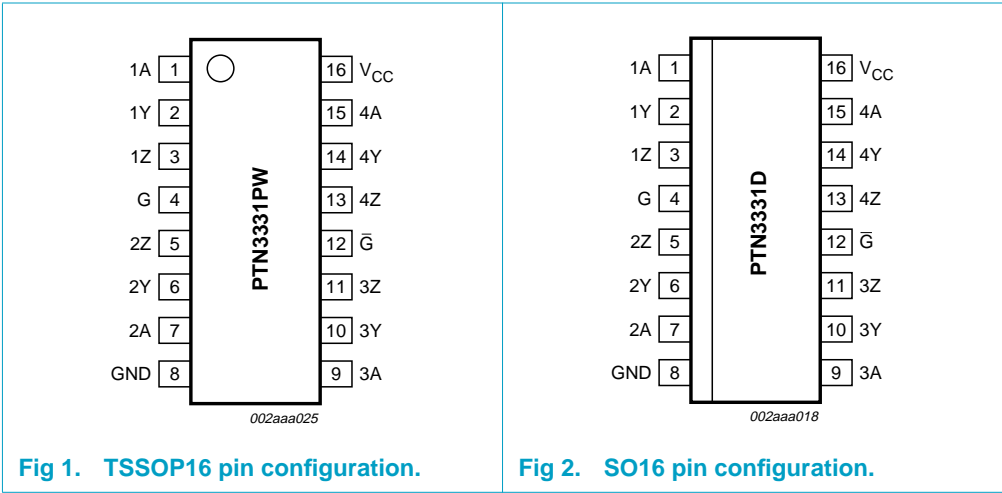 1A 1 16 VCC
1Y 2 15 4A
1Z 3 14 4Y
G 4 13 4Z
2Z 5 12 G̅
2Y 6 11 3Z
2A 7 10 3Y
GND 8 9 3A
PTN3331PW
002aaa025
Fig 1. TSSOP16 pin configuration.
1A 1 16 VCC
1Y 2 15 4A
1Z 3 14 4Y
G 4 13 4Z
2Z 5 12 G̅
2Y 6 11 3Z
2A 7 10 3Y
GND 8 9 3A
PTN3331D
002aaa018
Fig 2. SO16 pin configuration.